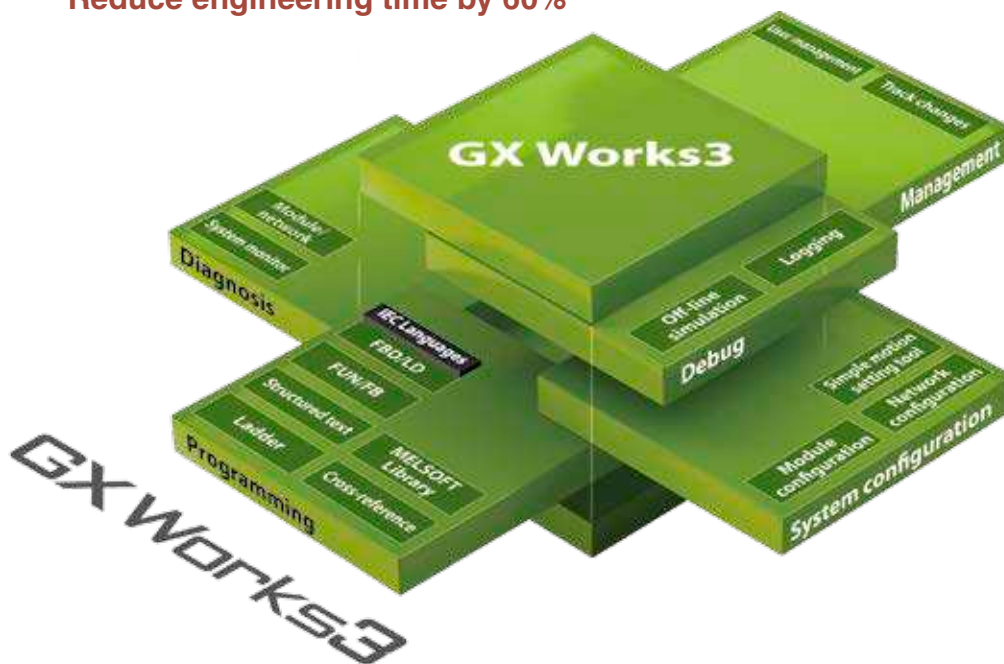 Reduce engineering time by 60%
User management
Track changes
Management
GX Works3
Module/
network
System monitor
Diagnosis
Logging
Off-line
simulation
Debug
IEC Languages
FBD/LD
FUN/FB
Structured text
Ladder
MELSOFT
Library
Cross-reference
Programming
Simple motion
setting tool
Network
configuration
Module
configuration
System configuration
GX Works3